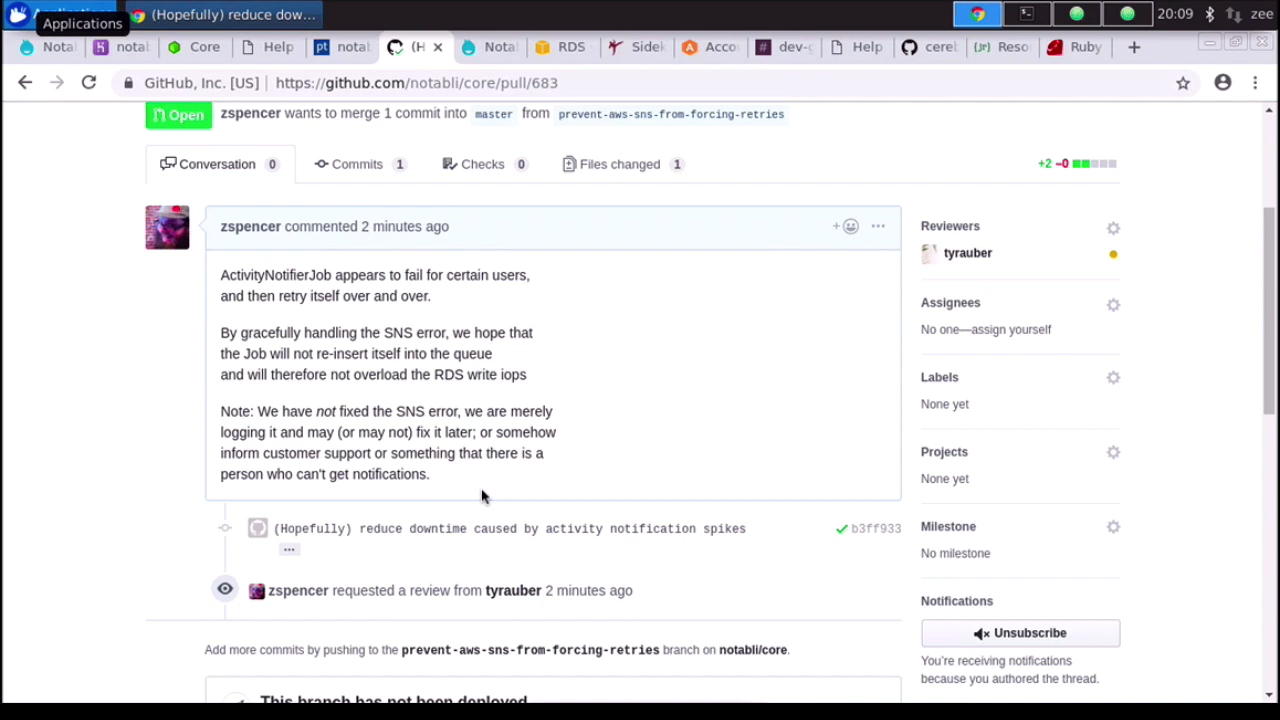 (Hopefully) reduce dow...
20:09
zee
Applications
Nota
nota
Core
Help
nota
(H
Nota
RDS
Sidek
Acco
dev-
Help
cereb
Reso
Ruby
GitHub, Inc. [US]
https://github.com/notabli/core/pull/683
Open
zspencer wants to merge 1 commit into master from prevent-aws-sns-from-forcing-retries
Conversation 0
Commits 1
Checks 0
Files changed 1
+2 −0
zspencer commented 2 minutes ago
ActivityNotifierJob appears to fail for certain users,
and then retry itself over and over.
By gracefully handling the SNS error, we hope that
the Job will not re-insert itself into the queue
and will therefore not overload the RDS write iops
Note: We have not fixed the SNS error, we are merely
logging it and may (or may not) fix it later; or somehow
inform customer support or something that there is a
person who can't get notifications.
(Hopefully) reduce downtime caused by activity notification spikes
b3ff933
...
zspencer requested a review from tyrauber 2 minutes ago
Add more commits by pushing to the prevent-aws-sns-from-forcing-retries branch on notabli/core.
This branch has not been deployed
Reviewers
tyrauber
Assignees
No one—assign yourself
Labels
None yet
Projects
None yet
Milestone
No milestone
Notifications
Unsubscribe
You're receiving notifications
because you authored the thread.